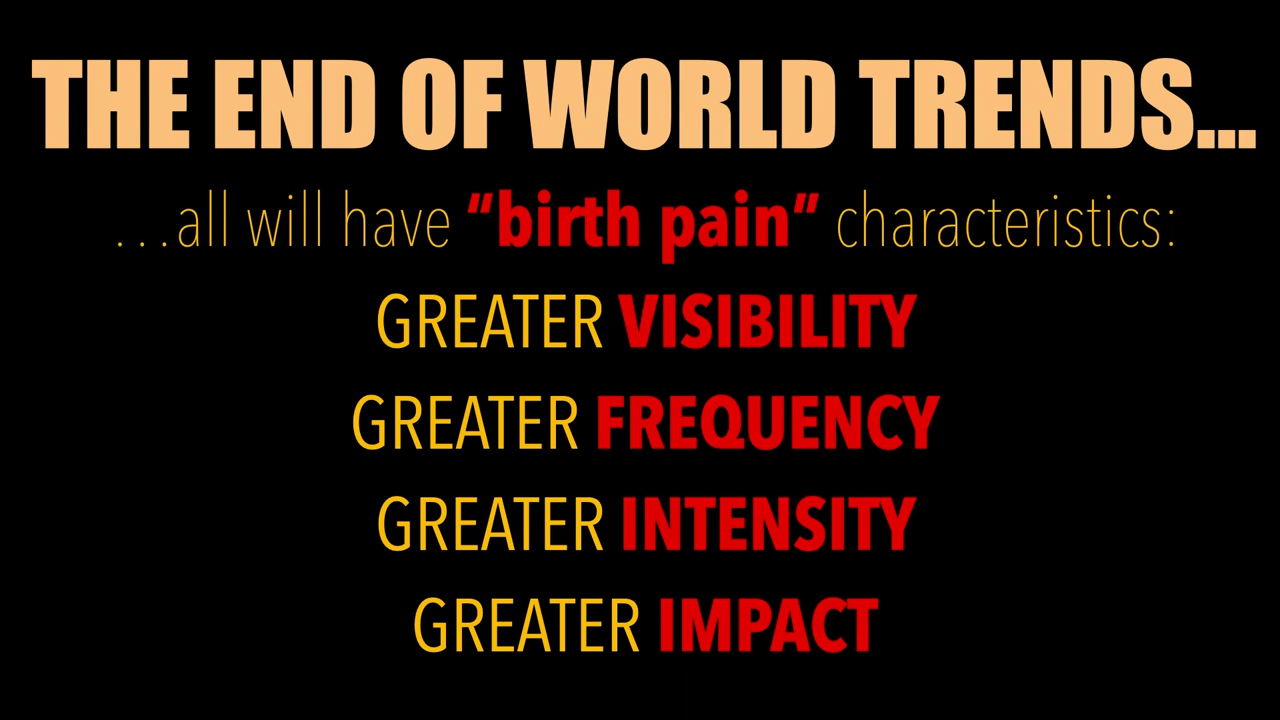 THE END OF WORLD TRENDS...
...all will have “birth pain” characteristics:
GREATER VISIBILITY
GREATER FREQUENCY
GREATER INTENSITY
GREATER IMPACT